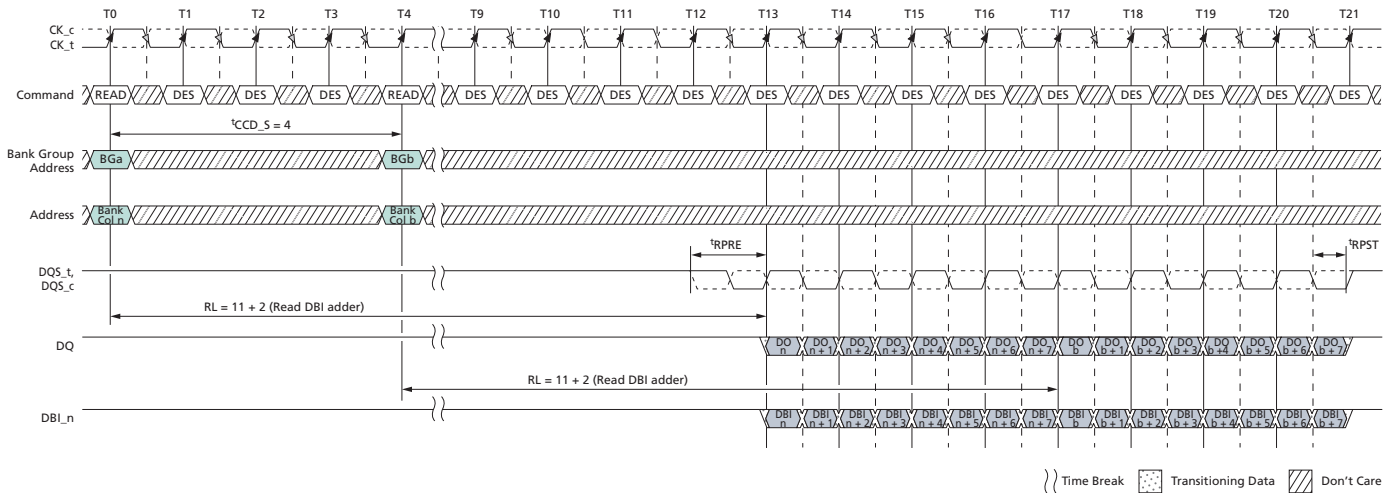 T0 T1 T2 T3 T4 T9 T10 T11 T12 T13 T14 T15 T16 T17 T18 T19 T20 T21
CK_c
CK_t
Command READ DES DES DES READ DES DES DES DES DES DES DES DES DES DES DES DES DES
tCCD_S = 4
Bank Group
Address BGa BGb
Address Bank
Col n Bank
Col b
tRPRE tRPST
DQS_t,
DQS_c
RL = 11 + 2 (Read DBI adder)
DQ DO
n DO
n + 1 DO
n + 2 DO
n + 3 DO
n + 4 DO
n + 5 DO
n + 6 DO
n + 7 DO
b DO
b + 1 DO
b + 2 DO
b + 3 DO
b +4 DO
b + 5 DO
b + 6 DO
b + 7
RL = 11 + 2 (Read DBI adder)
DBI_n DBI
n DBI
n + 1 DBI
n + 2 DBI
n + 3 DBI
n + 4 DBI
n + 5 DBI
n + 6 DBI
n + 7 DBI
b DBI
b + 1 DBI
b + 2 DBI
b + 3 DBI
b + 4 DBI
b + 5 DBI
b + 6 DBI
b + 7
Time Break Transitioning Data Don't Care